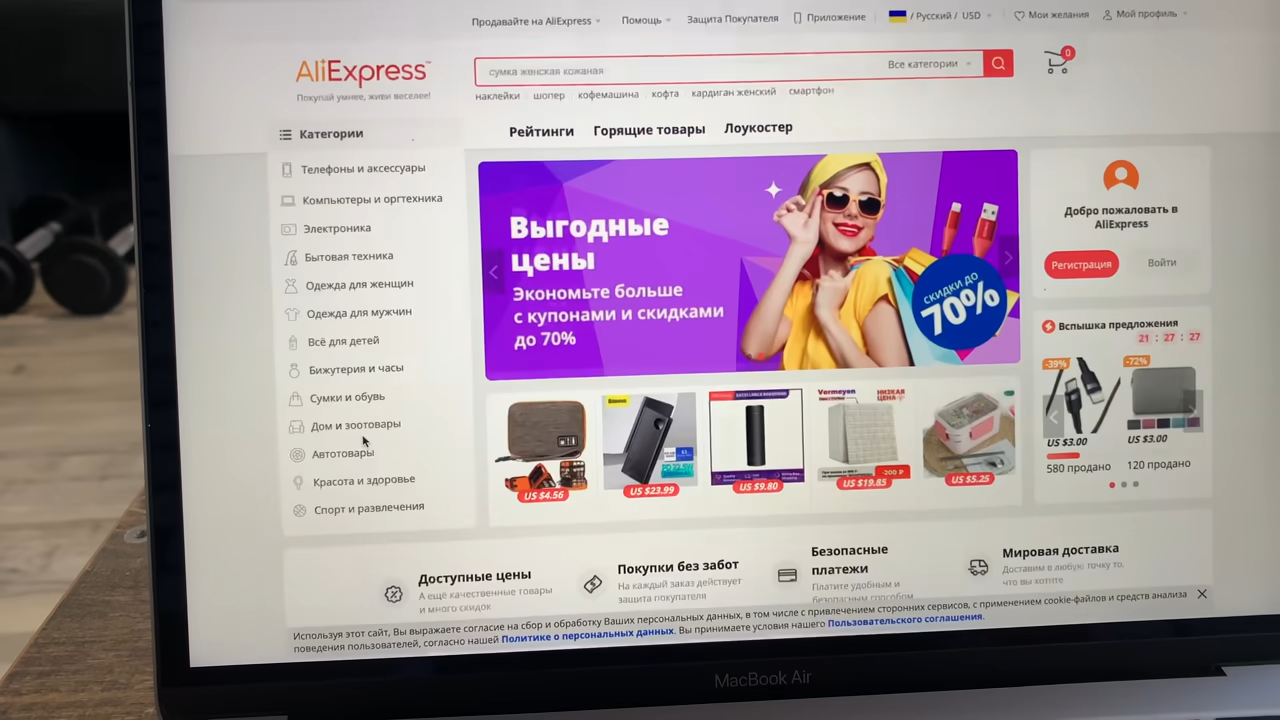 Продавайте на AliExpress
Помощь
Защита Покупателя
Приложение
/ Русский / USD
Мои желания
Мой профиль
AliExpress™
Покупай умнее, живи веселее!
сумка женская кожаная
Все категории
0
наклейки
шопер
кофемашина
кофта
кардиган женский
смартфон
Категории
Рейтинги
Горящие товары
Лоукостер
Телефоны и аксессуары
Компьютеры и оргтехника
Электроника
Бытовая техника
Одежда для женщин
Одежда для мужчин
Всё для детей
Бижутерия и часы
Сумки и обувь
Дом и зоотовары
Автотовары
Красота и здоровье
Спорт и развлечения
Выгодные
цены
Экономьте больше
с купонами и скидками
до 70%
СКИДКИ ДО
70%
Добро пожаловать в
AliExpress
Регистрация
Войти
Вспышка предложения
21 : 27 : 27
-39%
-72%
US $3.00
US $3.00
580 продано
120 продано
US $4.56
US $23.99
US $9.80
Vermeyen
НИЗКАЯ
ЦЕНА
-200 ₽
US $19.85
US $5.25
Доступные цены
А ещё качественные товары
и много скидок
Покупки без забот
На каждый заказ действует
защита покупателя
Безопасные
платежи
Платите удобным и
безопасным способом
Мировая доставка
Доставим в любую точку то,
что вы хотите
Используя этот сайт, Вы выражаете согласие на сбор и обработку Ваших персональных данных, в том числе с привлечением сторонних сервисов, с применением cookie-файлов и средств анализа
поведения пользователей, согласно нашей Политике о персональных данных. Вы принимаете условия нашего Пользовательского соглашения.
MacBook Air